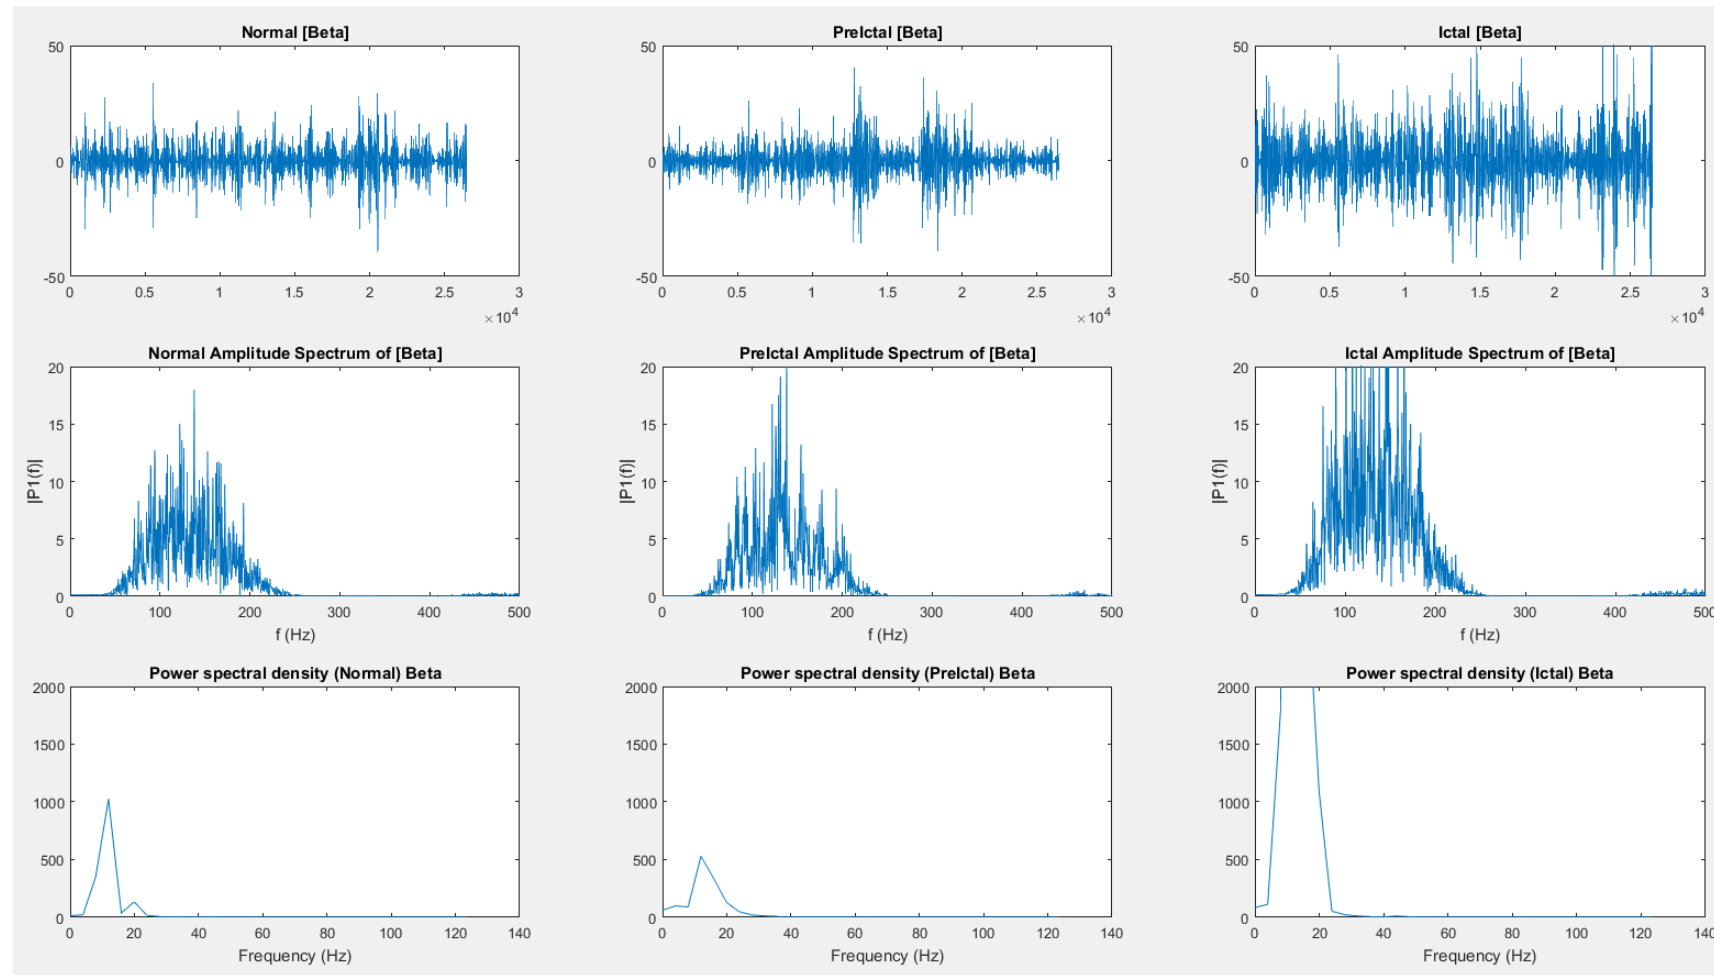 Normal [Beta]
50
0
-50
0 0.5 1 1.5 2 2.5 3
×10^4
PreIctal [Beta]
50
0
-50
0 0.5 1 1.5 2 2.5 3
×10^4
Ictal [Beta]
50
0
-50
0 0.5 1 1.5 2 2.5 3
×10^4
Normal Amplitude Spectrum of [Beta]
|P1(f)|
20
15
10
5
0
0 100 200 300 400 500
f (Hz)
PreIctal Amplitude Spectrum of [Beta]
|P1(f)|
20
15
10
5
0
0 100 200 300 400 500
f (Hz)
Ictal Amplitude Spectrum of [Beta]
|P1(f)|
20
15
10
5
0
0 100 200 300 400 500
f (Hz)
Power spectral density (Normal) Beta
2000
1500
1000
500
0
0 20 40 60 80 100 120 140
Frequency (Hz)
Power spectral density (PreIctal) Beta
2000
1500
1000
500
0
0 20 40 60 80 100 120 140
Frequency (Hz)
Power spectral density (Ictal) Beta
2000
1500
1000
500
0
0 20 40 60 80 100 120 140
Frequency (Hz)